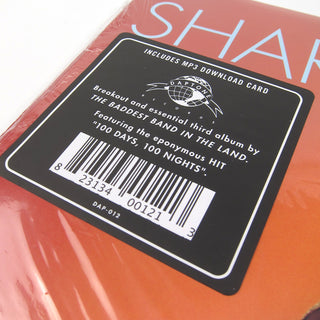 SHAR
INCLUDES MP3 DOWNLOAD CARD
DAPTONE
RECORDS
Breakout and essential third album by
THE BADDEST BAND IN THE LAND.
Featuring the eponymous HIT
"100 DAYS, 100 NIGHTS".
8 23134 00121 3
DAP-012